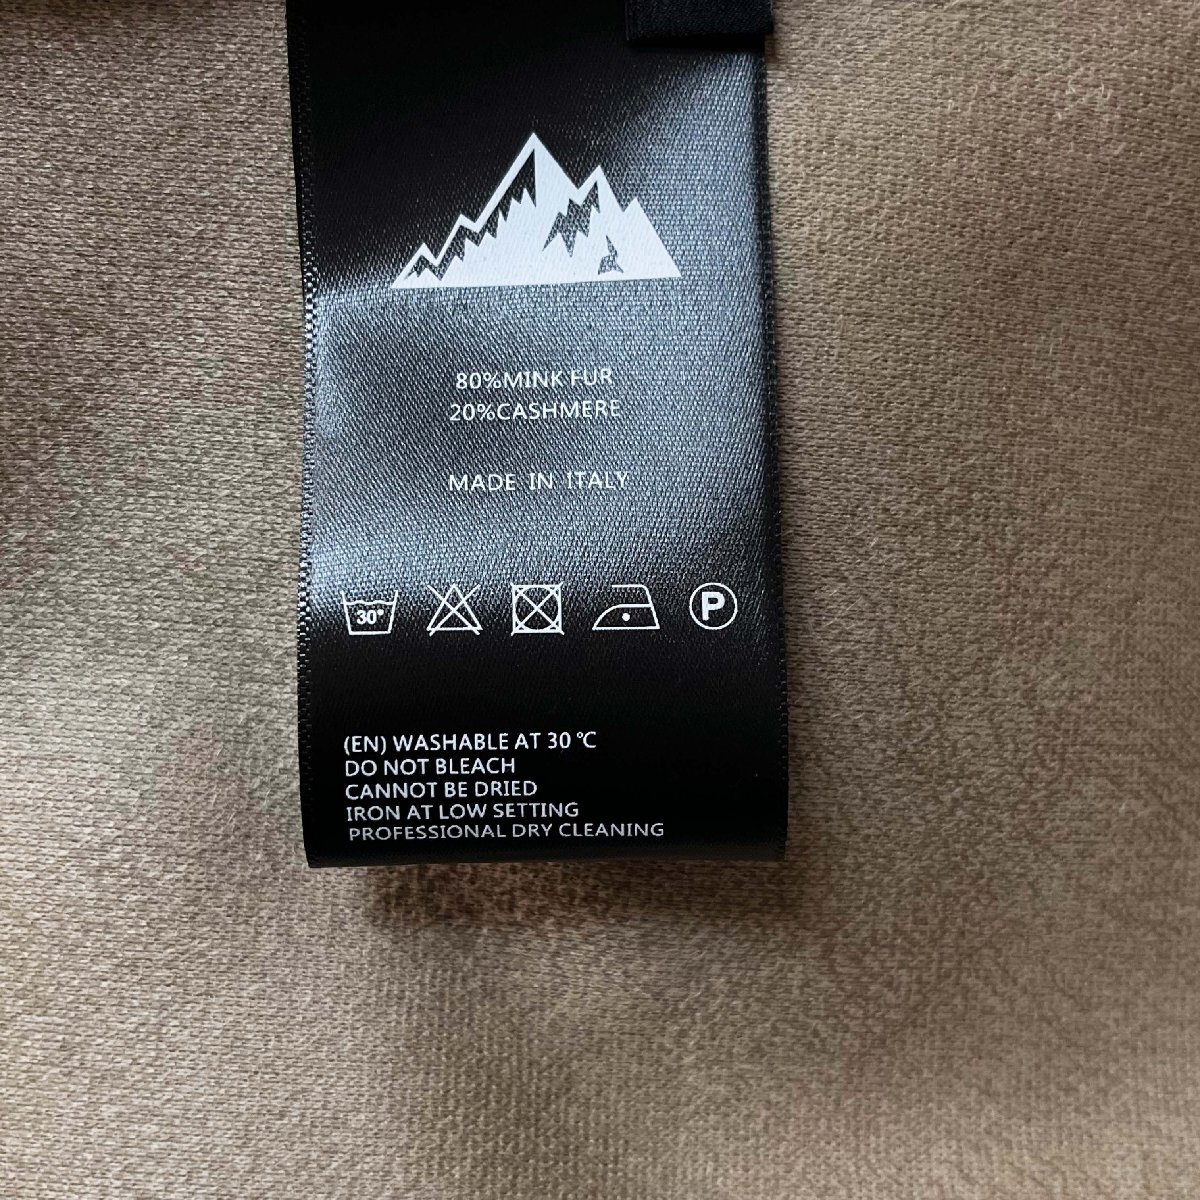 80%MINK FUR
20%CASHMERE
MADE IN ITALY
30°
P
(EN) WASHABLE AT 30 ℃
DO NOT BLEACH
CANNOT BE DRIED
IRON AT LOW SETTING
PROFESSIONAL DRY CLEANING